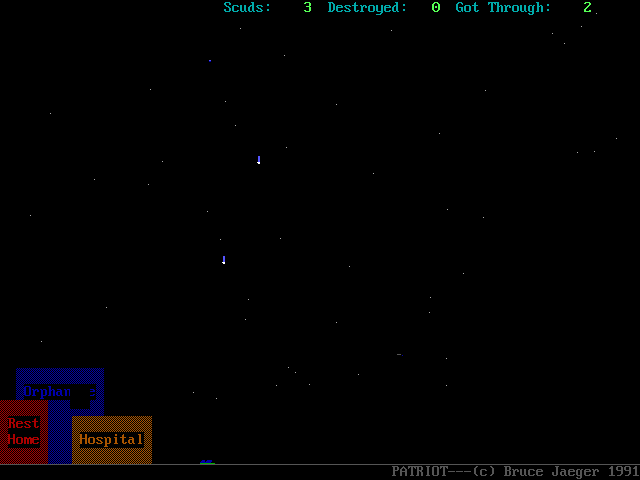 Scuds: 3 Destroyed: 0 Got Through: 2
Rest
Home
Hospital
PATRIOT---(c) Bruce Jaeger 1991